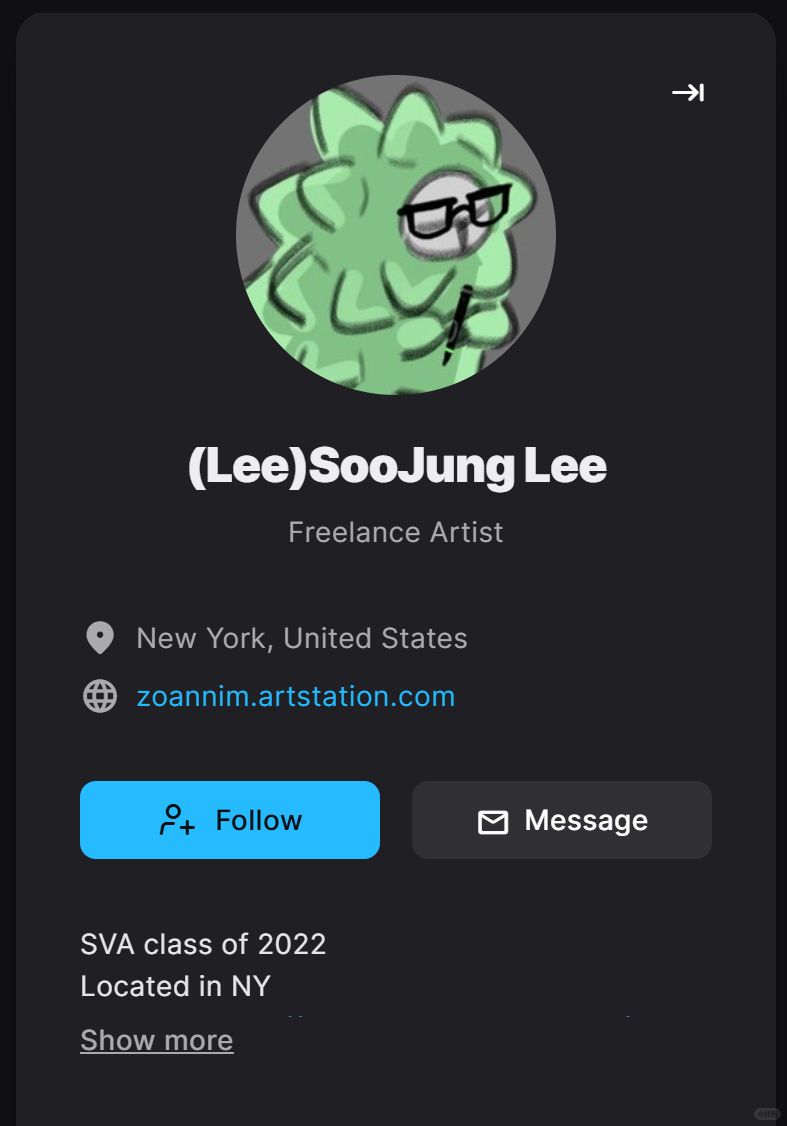 (Lee)SooJung Lee
Freelance Artist
New York, United States
zoannim.artstation.com
Follow
Message
SVA class of 2022
Located in NY
Show more